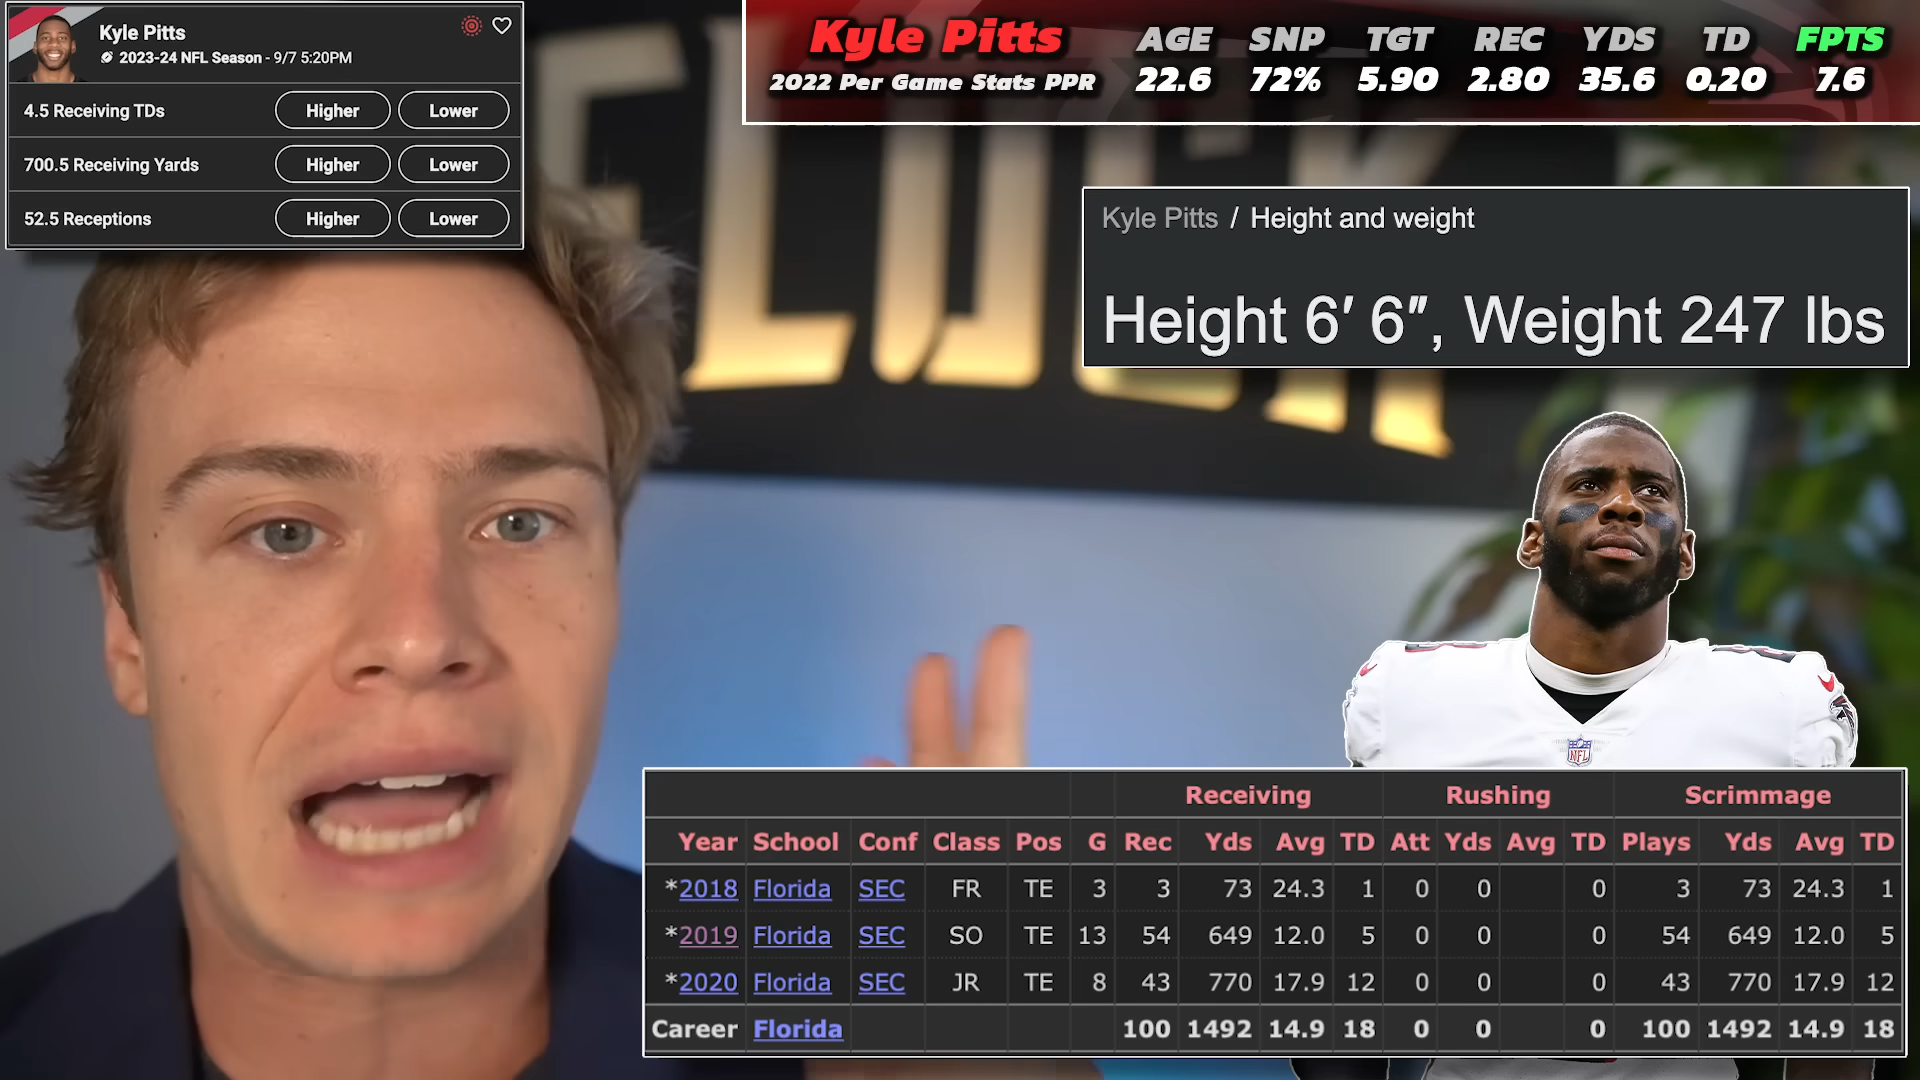 Kyle Pitts
2023-24 NFL Season - 9/7 5:20PM
4.5 Receiving TDs Higher Lower
700.5 Receiving Yards Higher Lower
52.5 Receptions Higher Lower
Kyle Pitts AGE SNP TGT REC YDS TD FPTS
2022 Per Game Stats PPR 22.6 72% 5.90 2.80 35.6 0.20 7.6
Kyle Pitts / Height and weight
Height 6′ 6″, Weight 247 lbs
NFL
Receiving Rushing Scrimmage
Year School Conf Class Pos G Rec Yds Avg TD Att Yds Avg TD Plays Yds Avg TD
*2018 Florida SEC FR TE 3 3 73 24.3 1 0 0 0 3 73 24.3 1
*2019 Florida SEC SO TE 13 54 649 12.0 5 0 0 0 54 649 12.0 5
*2020 Florida SEC JR TE 8 43 770 17.9 12 0 0 0 43 770 17.9 12
Career Florida 100 1492 14.9 18 0 0 0 100 1492 14.9 18